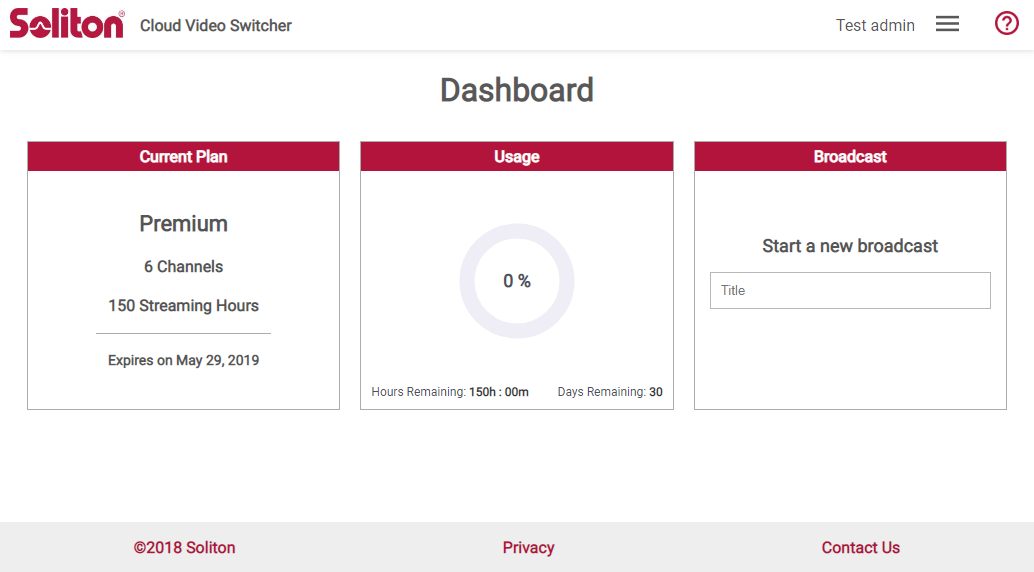 Soliton® Cloud Video Switcher Test admin ?
Dashboard
Current Plan
Premium
6 Channels
150 Streaming Hours
Expires on May 29, 2019
Usage
0 %
Hours Remaining: 150h : 00m Days Remaining: 30
Broadcast
Start a new broadcast
Title
©2018 Soliton Privacy Contact Us